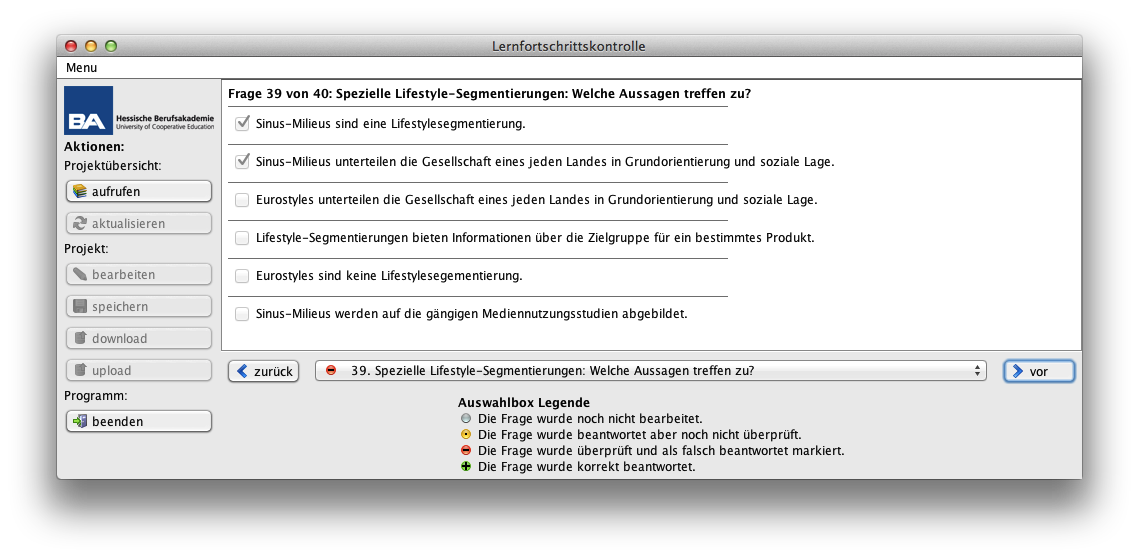 Lernfortschrittskontrolle
Menu
BA Hessische Berufsakademie
University of Cooperative Education
Aktionen:
Projektübersicht:
aufrufen
aktualisieren
Projekt:
bearbeiten
speichern
download
upload
Programm:
beenden
Frage 39 von 40: Spezielle Lifestyle-Segmentierungen: Welche Aussagen treffen zu?
Sinus-Milieus sind eine Lifestylesegmentierung.
Sinus-Milieus unterteilen die Gesellschaft eines jeden Landes in Grundorientierung und soziale Lage.
Eurostyles unterteilen die Gesellschaft eines jeden Landes in Grundorientierung und soziale Lage.
Lifestyle-Segmentierungen bieten Informationen über die Zielgruppe für ein bestimmtes Produkt.
Eurostyles sind keine Lifestylesegementierung.
Sinus-Milieus werden auf die gängigen Mediennutzungsstudien abgebildet.
zurück
39. Spezielle Lifestyle-Segmentierungen: Welche Aussagen treffen zu?
vor
Auswahlbox Legende
Die Frage wurde noch nicht bearbeitet.
Die Frage wurde beantwortet aber noch nicht überprüft.
Die Frage wurde überprüft und als falsch beantwortet markiert.
Die Frage wurde korrekt beantwortet.